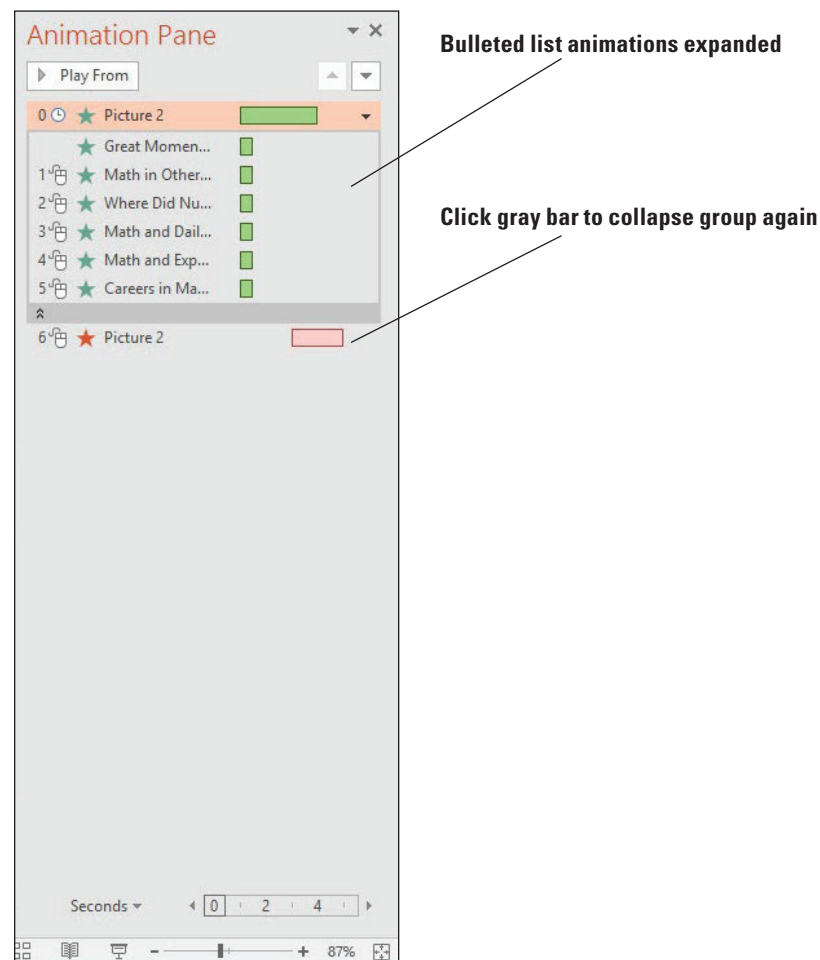 Animation Pane
Play From
0 Picture 2
Great Momen...
1 Math in Other...
2 Where Did Nu...
3 Math and Dail...
4 Math and Exp...
5 Careers in Ma...
6 Picture 2
Seconds 0 2 4
87%
Bulleted list animations expanded
Click gray bar to collapse group again